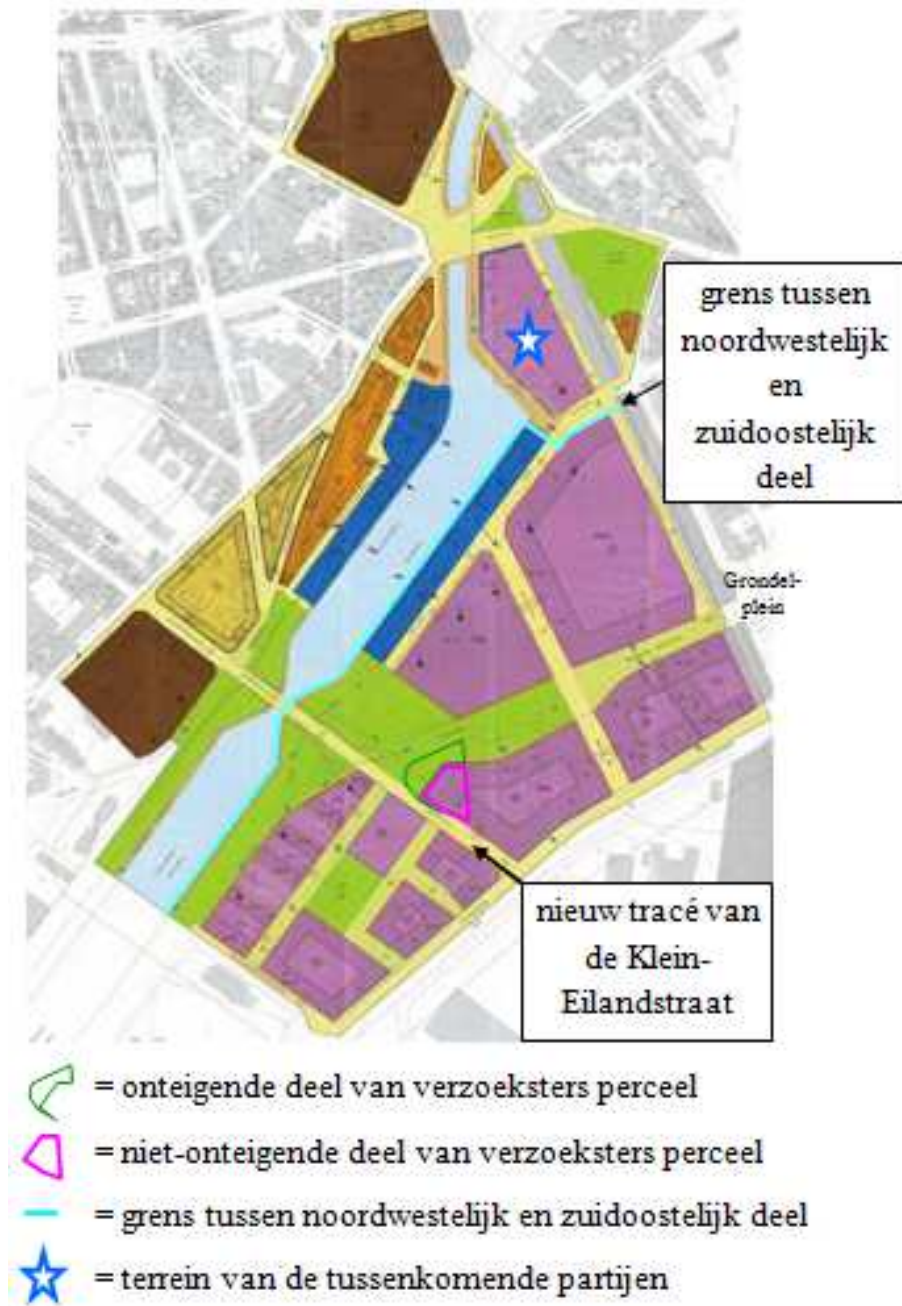 grens tussen
noordwestelijk
en
zuidoostelijk
deel
Grondel-
plein
nieuw tracé van
de Klein-
Eilandstraat
= onteigende deel van verzoeksters perceel
= niet-onteigende deel van verzoeksters perceel
= grens tussen noordwestelijk en zuidoostelijk deel
= terrein van de tussenkomende partijen